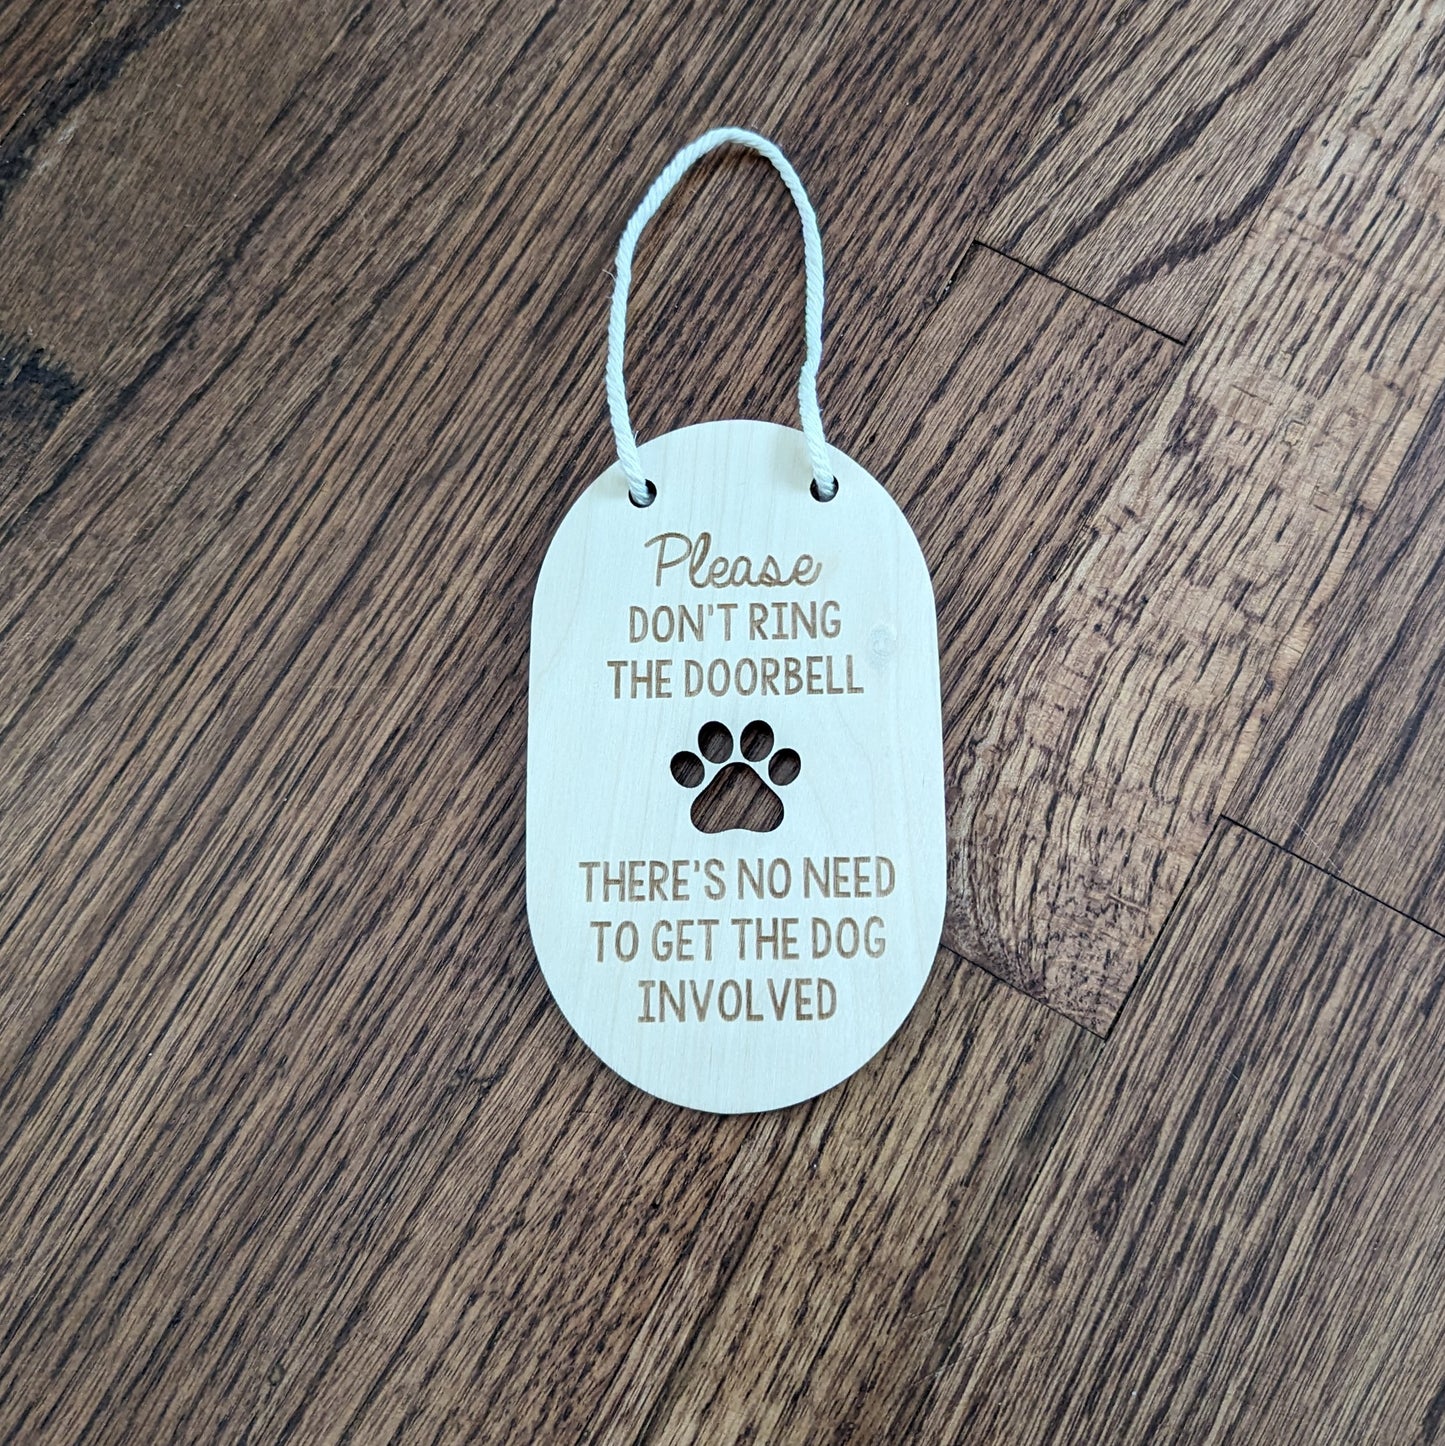 Please
DON'T RING
THE DOORBELL
THERE'S NO NEED
TO GET THE DOG
INVOLVED